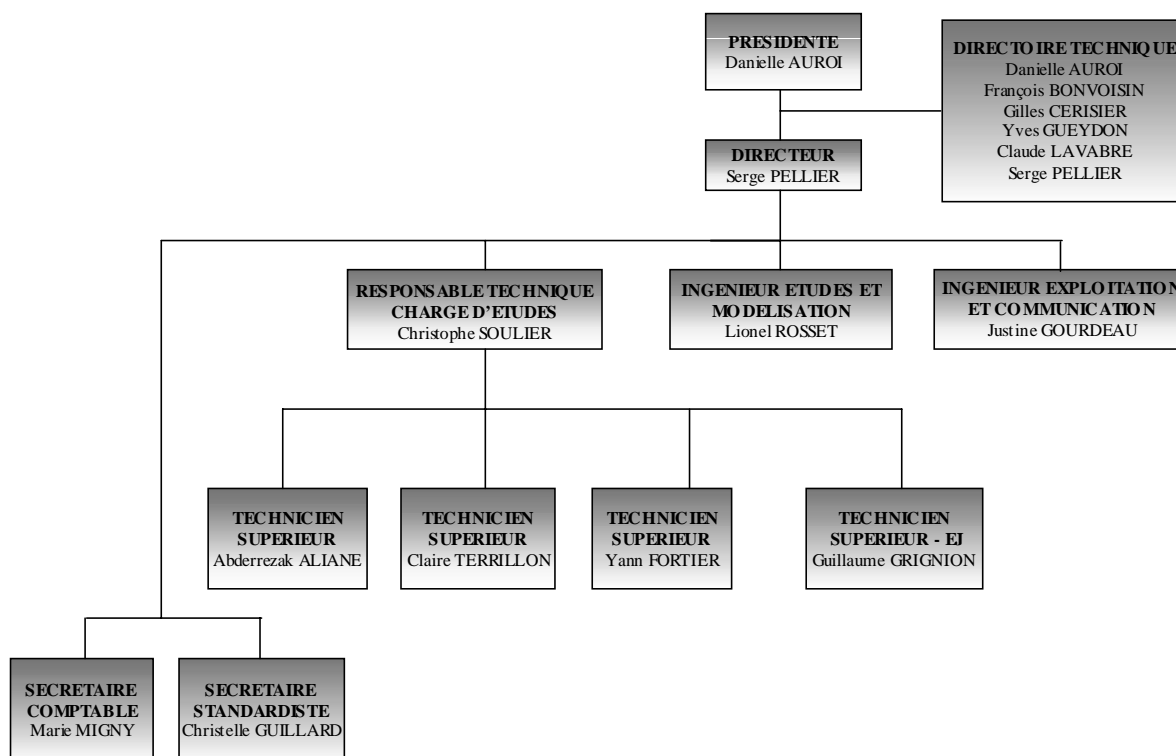 PRESIDENTE
Danielle AUROI
DIRECTOIRE TECHNIQUE
Danielle AUROI
François BONVOISIN
Gilles CERISIER
Yves GUEYDON
Claude LAVABRE
Serge PELLIER
DIRECTEUR
Serge PELLIER
RESPONSABLE TECHNIQUE
CHARGE D'ETUDES
Christophe SOULIER
INGENIEUR ETUDES ET
MODELISATION
Lionel ROSSET
INGENIEUR EXPLOITATION
ET COMMUNICATION
Justine GOURDEAU
TECHNICIEN
SUPERIEUR
Abderrezak ALIANE
TECHNICIEN
SUPERIEUR
Claire TERRILLON
TECHNICIEN
SUPERIEUR
Yann FORTIER
TECHNICIEN
SUPERIEUR - EJ
Guillaume GRIGNION
SECRETAIRE
COMPTABLE
Marie MIGNY
SECRETAIRE
STANDARDISTE
Christelle GUILLARD